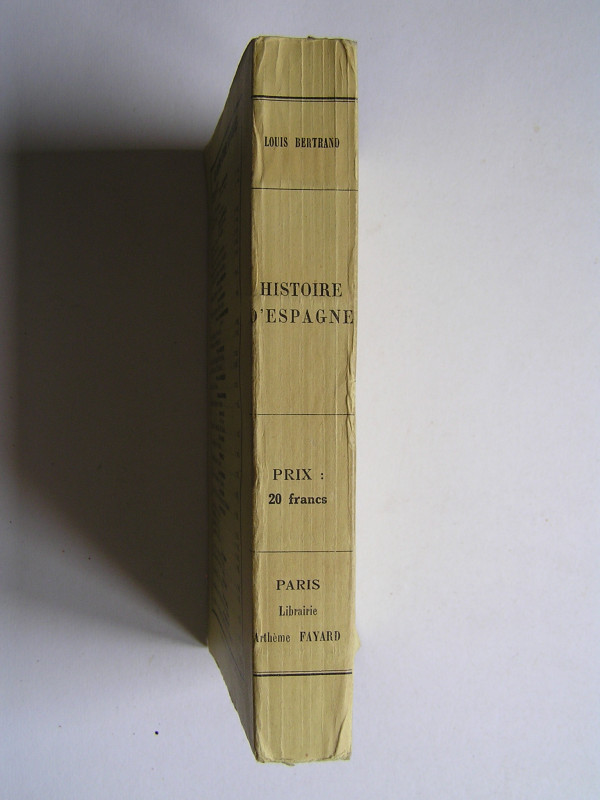 LOUIS BERTRAND
HISTOIRE
D'ESPAGNE
PRIX :
20 francs
PARIS
Librairie
Arthème FAYARD